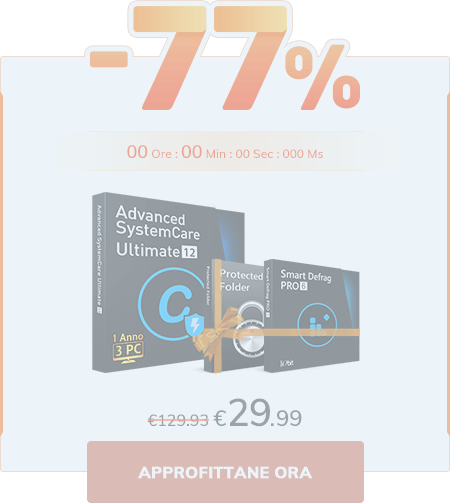 -77%
00 Ore : 00 Min : 00 Sec : 000 Ms
Advanced
SystemCare
Ultimate 12
Advanced SystemCare Ultimate
1 Anno
3 PC
Protected Folder
Protected
Folder
Smart Defrag PRO
Smart Defrag
PRO 6
IObit
€129.93 €29.99
APPROFITTANE ORA